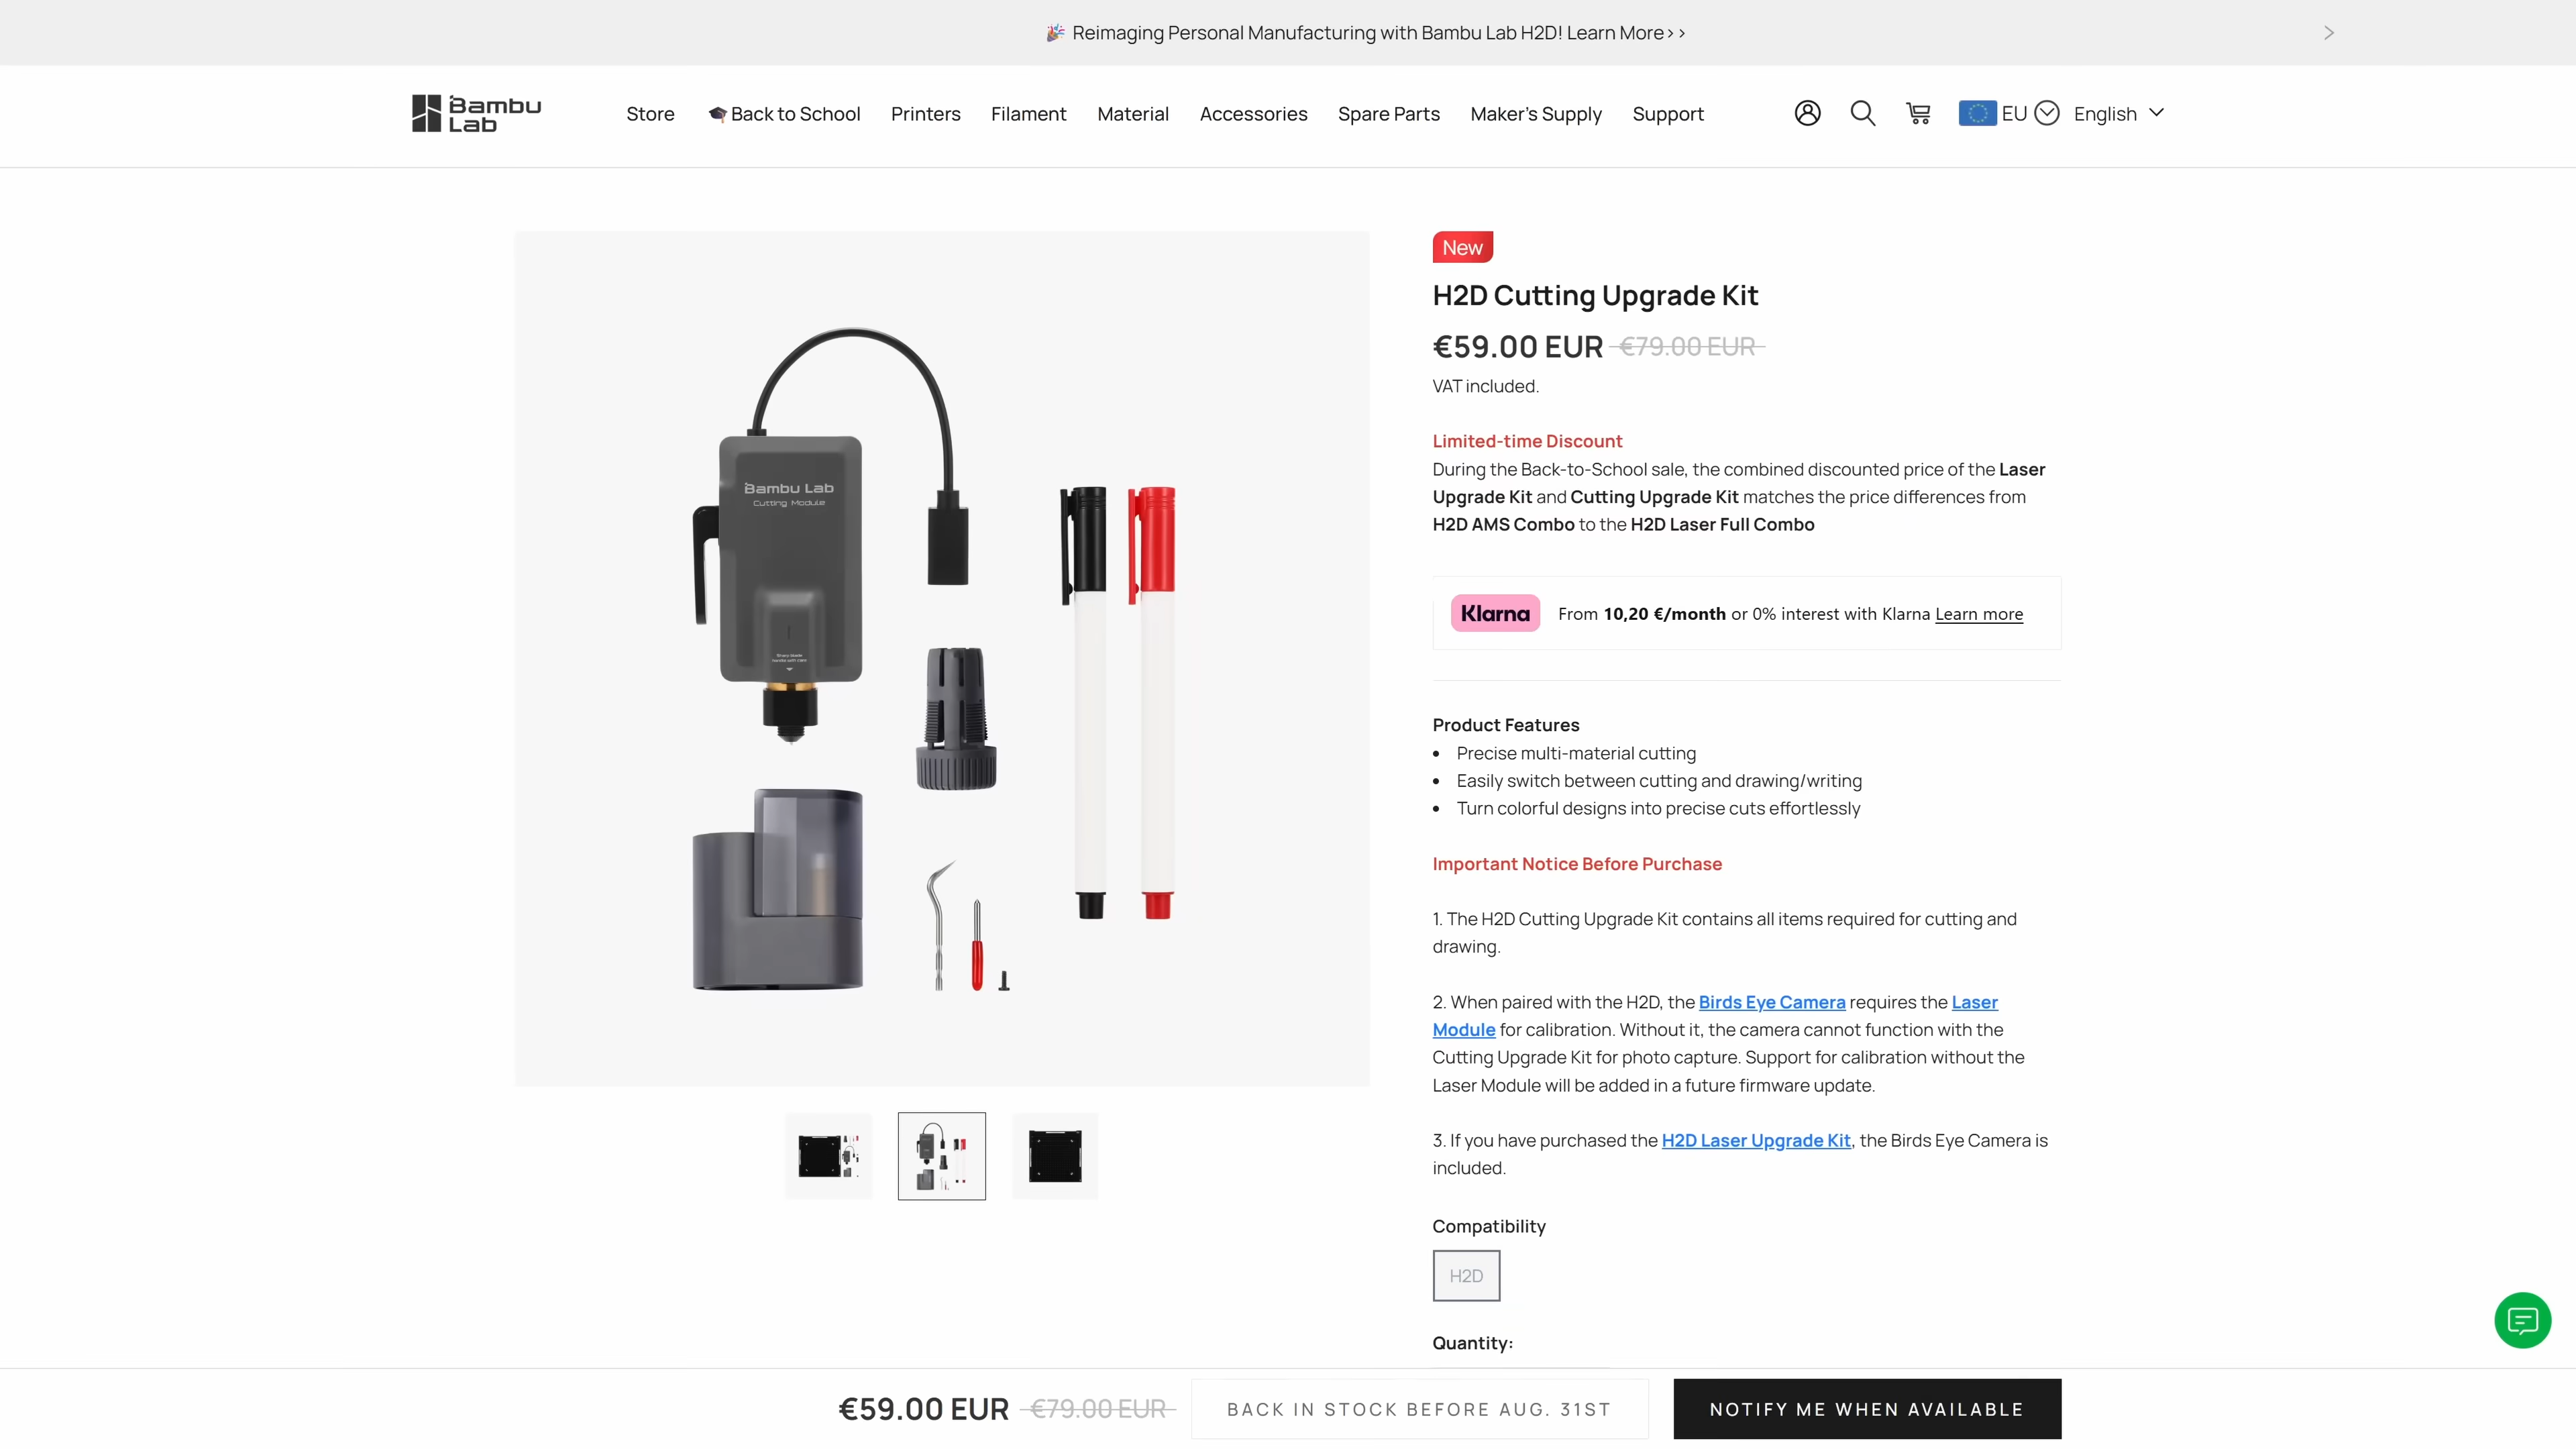 🎉 Reimaging Personal Manufacturing with Bambu Lab H2D! Learn More>>
Bambu
Lab
Store
🎓Back to School
Printers
Filament
Material
Accessories
Spare Parts
Maker's Supply
Support
EU
English
New
H2D Cutting Upgrade Kit
€59.00 EUR €79.00 EUR
VAT included.
Limited-time Discount
During the Back-to-School sale, the combined discounted price of the Laser
Upgrade Kit and Cutting Upgrade Kit matches the price differences from
H2D AMS Combo to the H2D Laser Full Combo
Klarna From 10,20 €/month or 0% interest with Klarna Learn more
Product Features
• Precise multi-material cutting
• Easily switch between cutting and drawing/writing
• Turn colorful designs into precise cuts effortlessly
Important Notice Before Purchase
1. The H2D Cutting Upgrade Kit contains all items required for cutting and
drawing.
2. When paired with the H2D, the Birds Eye Camera requires the Laser
Module for calibration. Without it, the camera cannot function with the
Cutting Upgrade Kit for photo capture. Support for calibration without the
Laser Module will be added in a future firmware update.
3. If you have purchased the H2D Laser Upgrade Kit, the Birds Eye Camera is
included.
Compatibility
H2D
Quantity:
Bambu Lab
Cutting Module
€59.00 EUR €79.00 EUR
BACK IN STOCK BEFORE AUG. 31ST
NOTIFY ME WHEN AVAILABLE